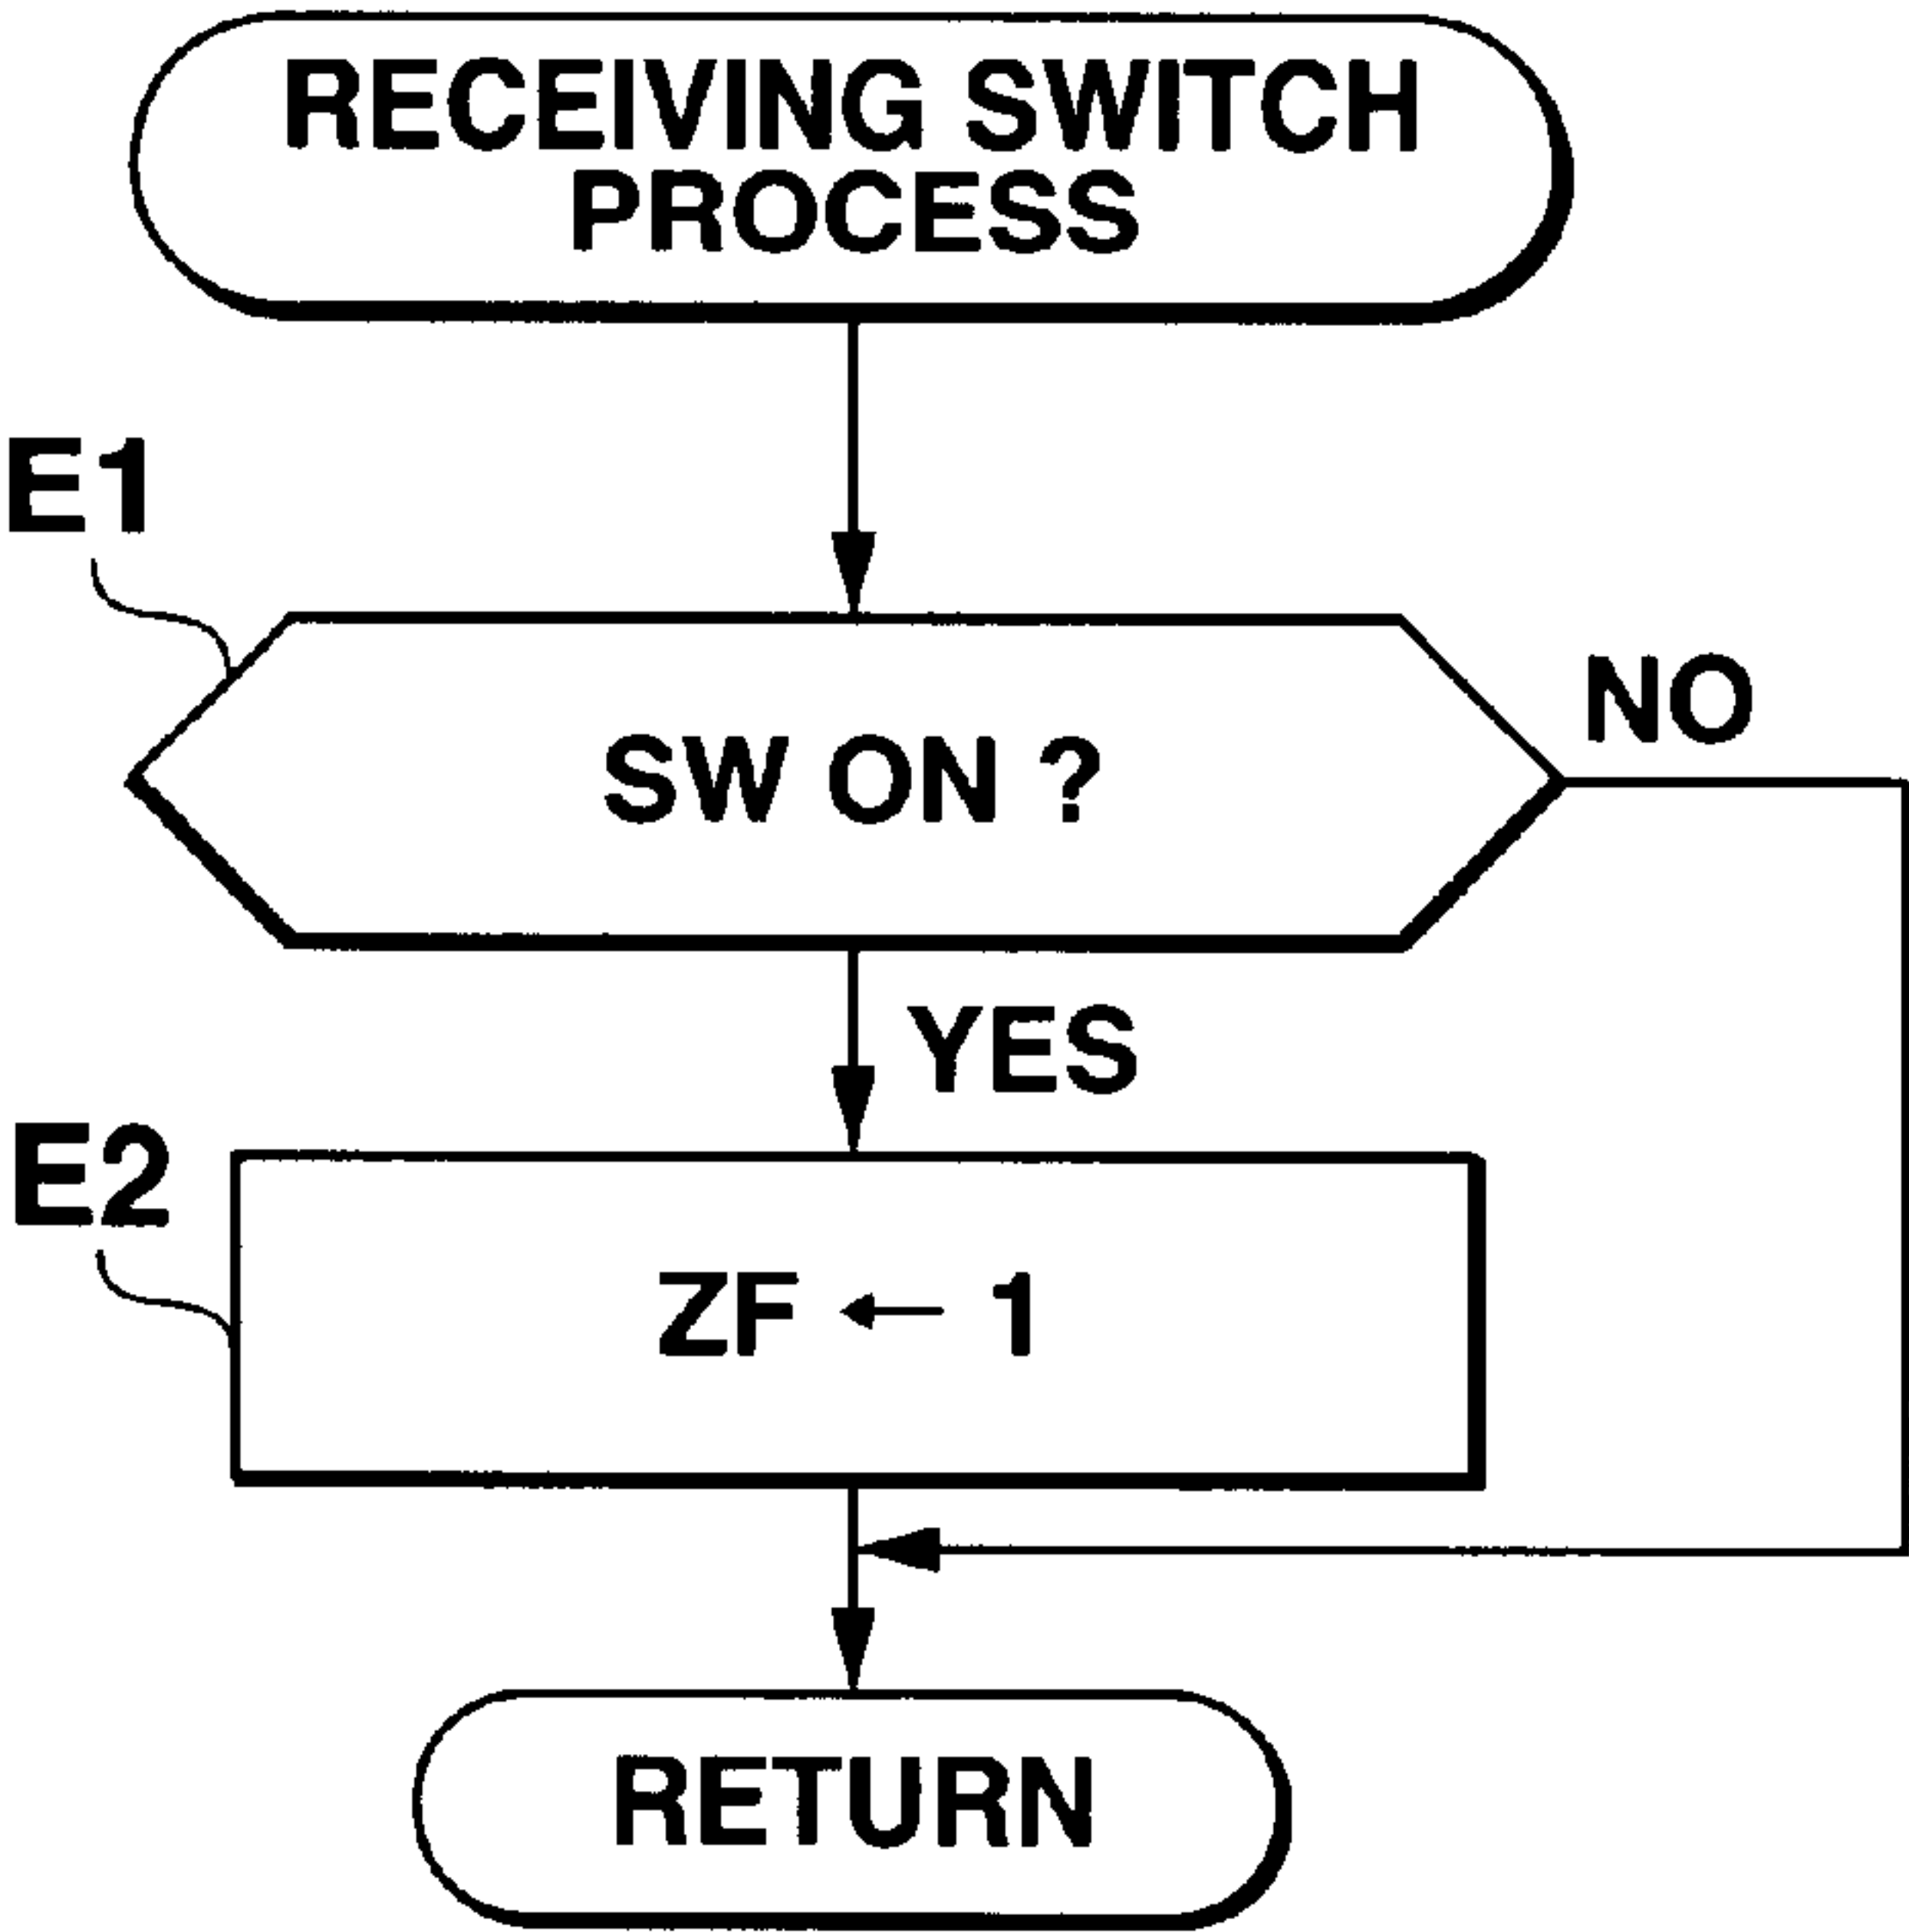 RECEIVING SWITCH
PROCESS
E1
NO
SW ON ?
YES
E2
ZF ← 1
RETURN